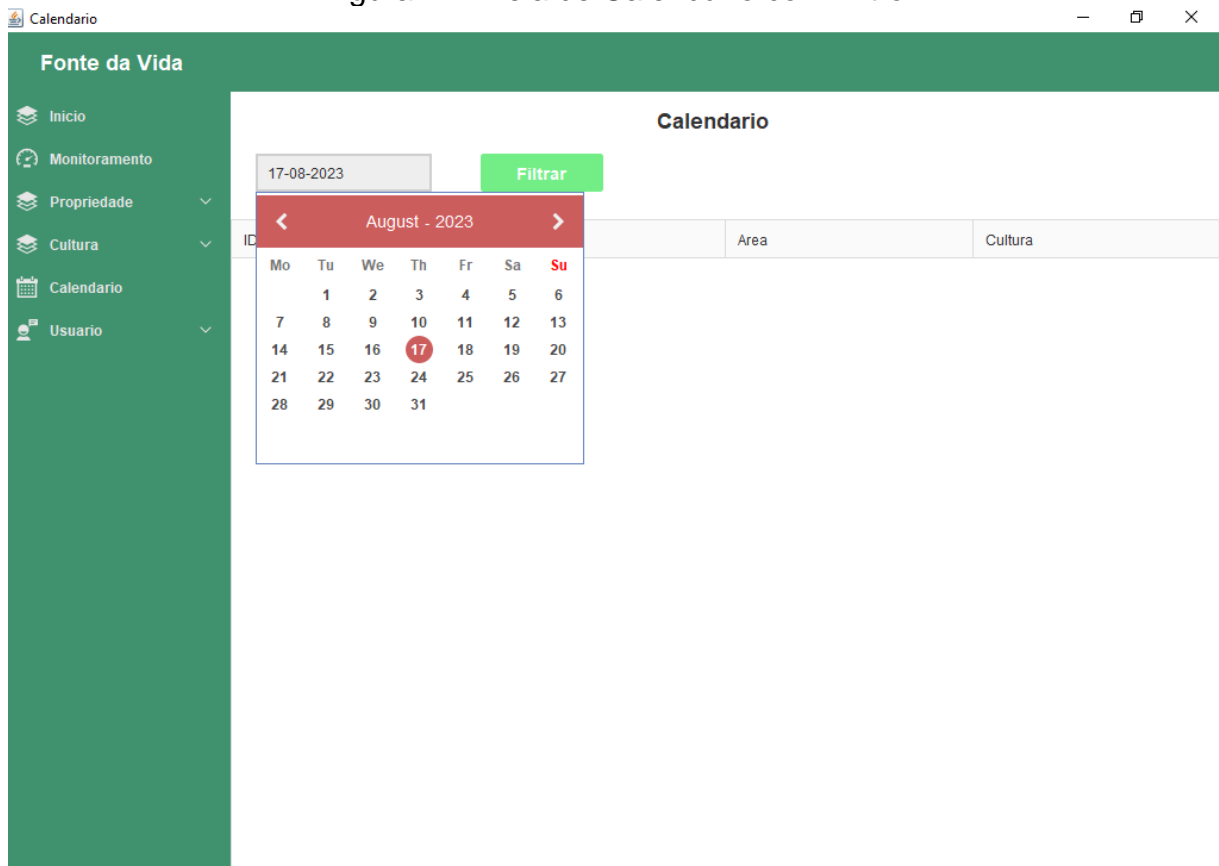 Calendario
Fonte da Vida
Inicio
Monitoramento
Propriedade
Cultura
Calendario
Usuario
Calendario
17-08-2023
Filtrar
ID
Area
Cultura
August - 2023
Mo Tu We Th Fr Sa Su
1 2 3 4 5 6
7 8 9 10 11 12 13
14 15 16 17 18 19 20
21 22 23 24 25 26 27
28 29 30 31